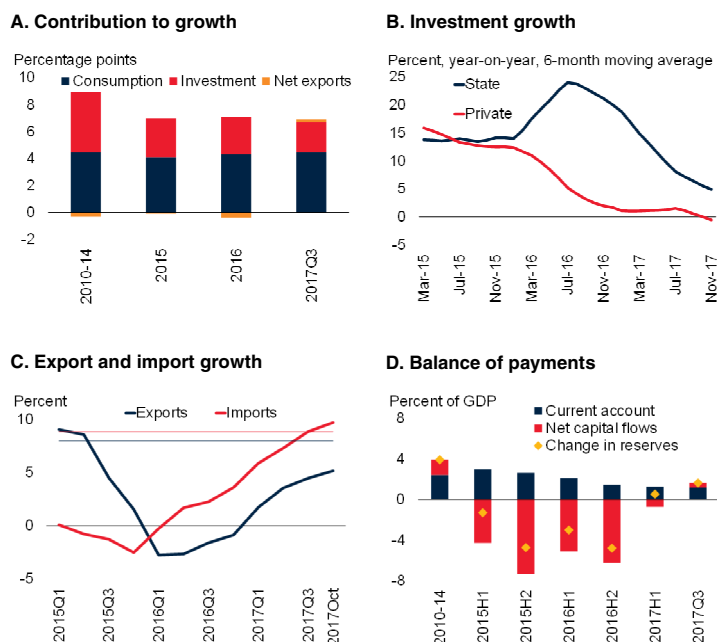 A. Contribution to growth
Percentage points
Consumption Investment Net exports
10
8
6
4
2
0
-2
2010-14
2015
2016
2017Q3
B. Investment growth
Percent, year-on-year, 6-month moving average
State
Private
25
20
15
10
5
0
-5
Mar-15
Jul-15
Nov-15
Mar-16
Jul-16
Nov-16
Mar-17
Jul-17
Nov-17
C. Export and import growth
Percent
Exports Imports
10
5
0
-5
2015Q1
2015Q3
2016Q1
2016Q3
2017Q1
2017Q3
2017Oct
D. Balance of payments
Percent of GDP
Current account
Net capital flows
Change in reserves
8
4
0
-4
-8
2010-14
2015H1
2015H2
2016H1
2016H2
2017H1
2017Q3